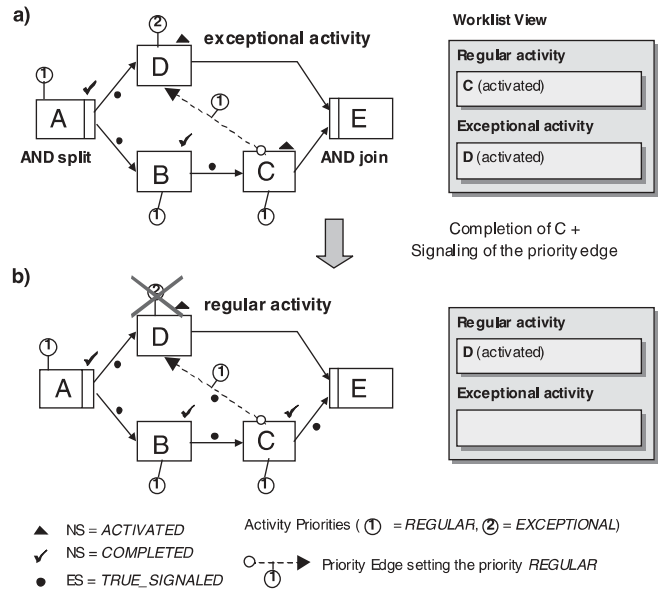 a)
2
exceptional activity
Worklist View
D
Regular activity
1
C (activated)
1
A
E
Exceptional activity
AND split
AND join
D (activated)
B
C
1
1
Completion of C +
Signaling of the priority edge
b)
2
regular activity
Regular activity
1
D
D (activated)
1
A
E
Exceptional activity
B
C
1
1
NS = ACTIVATED
Activity Priorities ( 1 = REGULAR, 2 = EXCEPTIONAL)
NS = COMPLETED
Priority Edge setting the priority REGULAR
1
ES = TRUE_SIGNALED